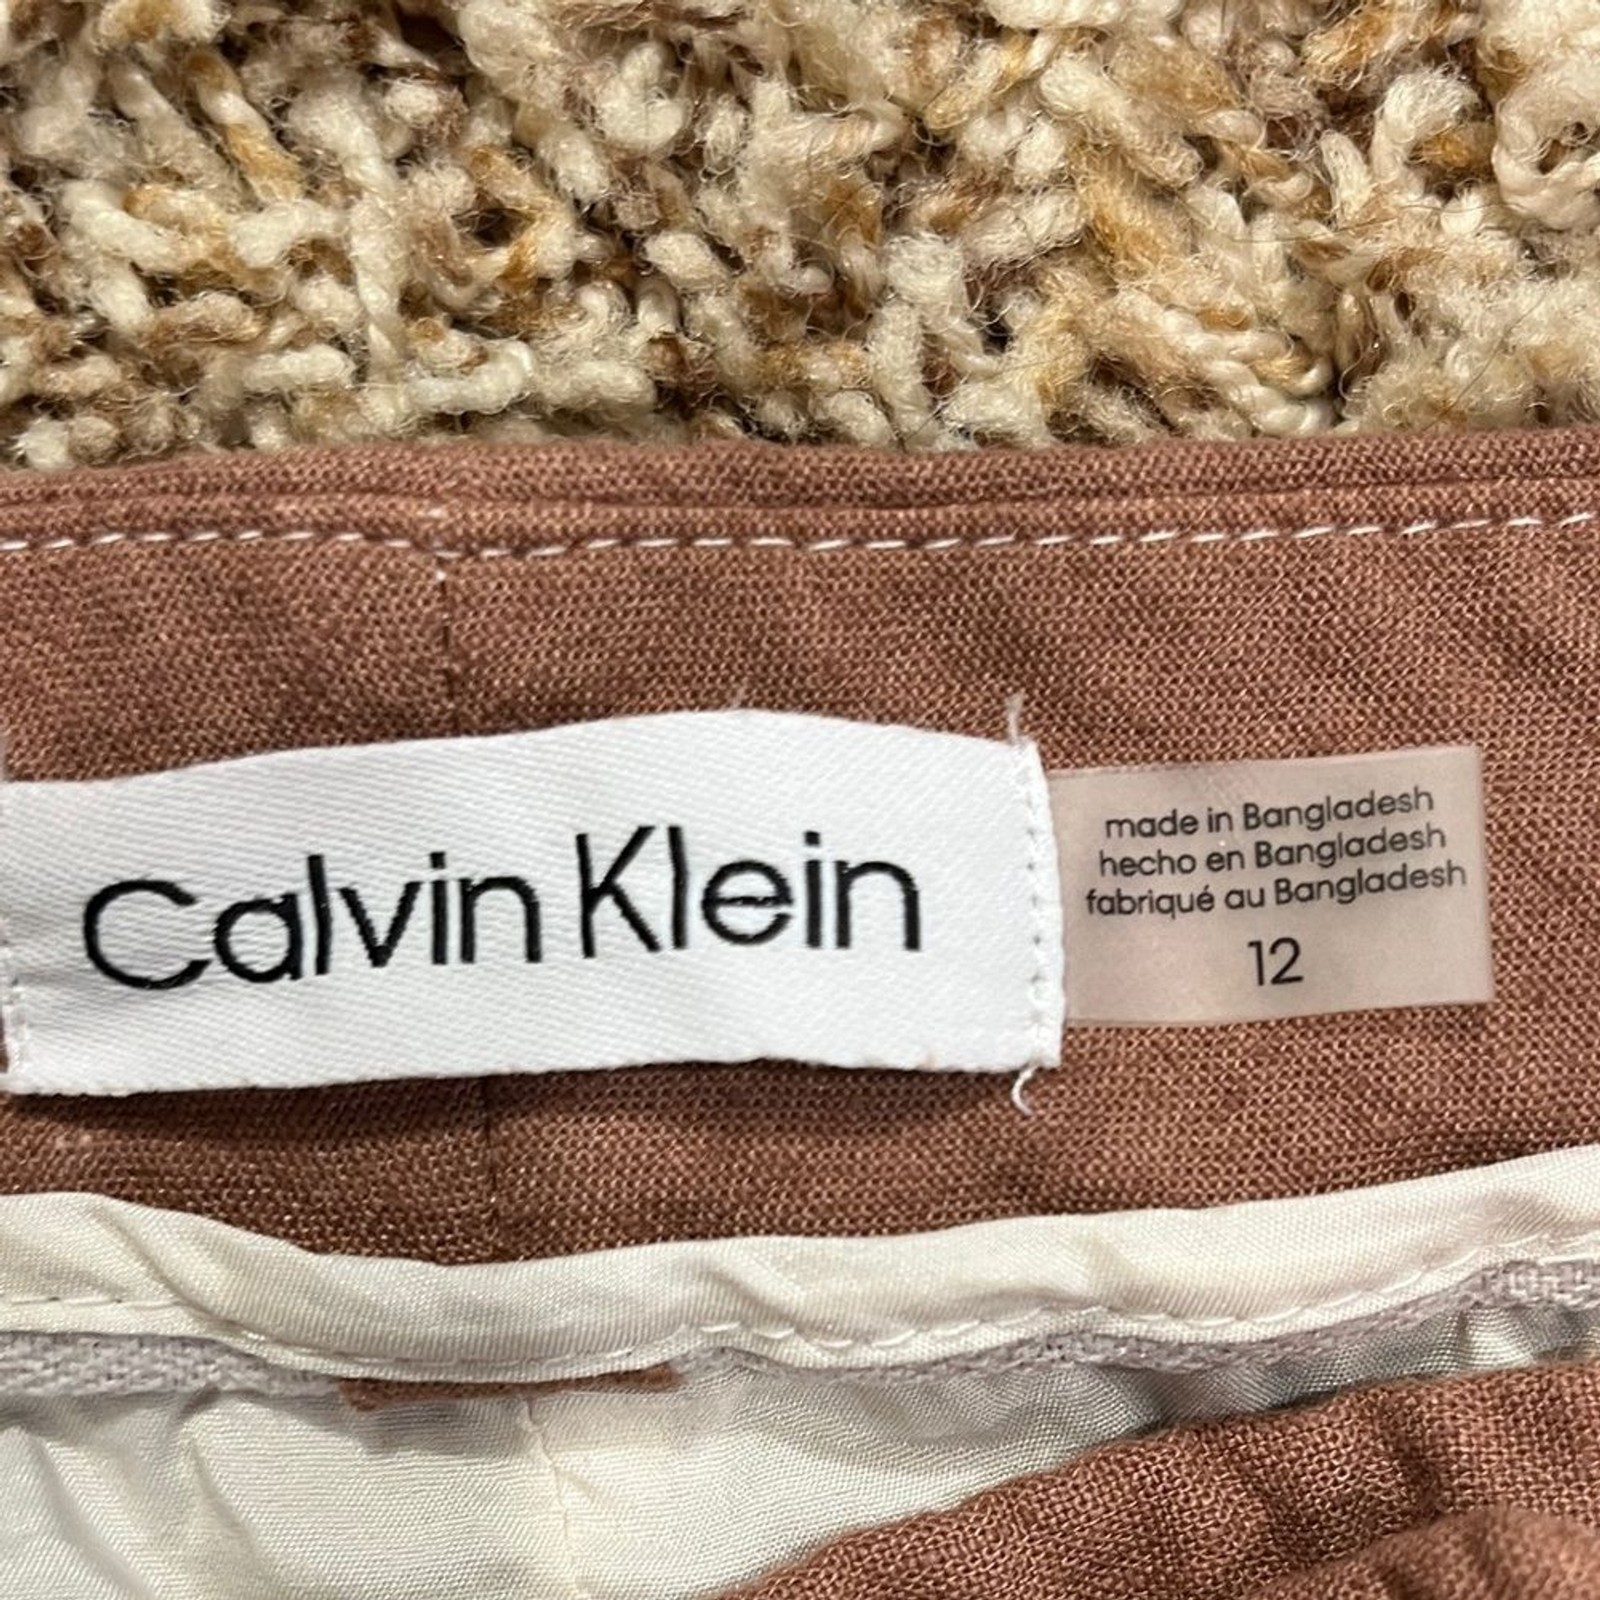 Calvin Klein
made in Bangladesh
hecho en Bangladesh
fabriqué au Bangladesh
12